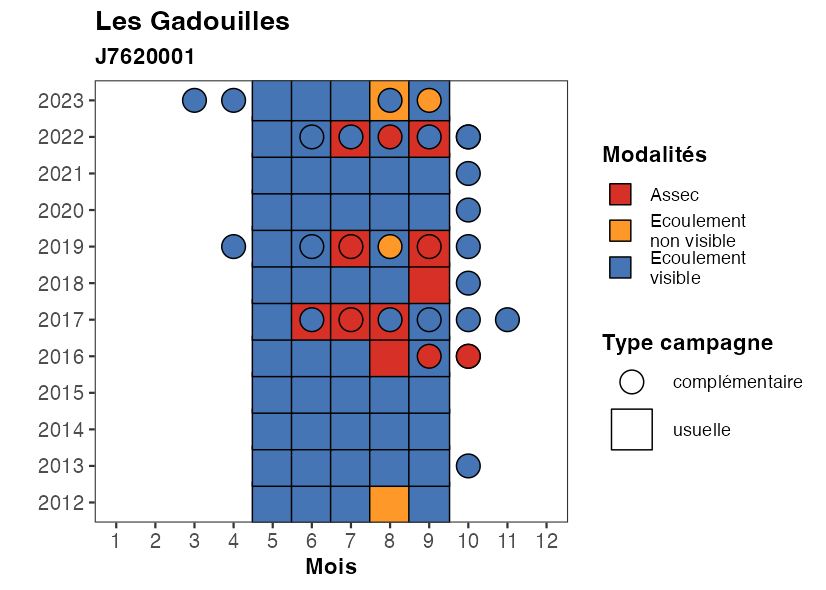 Les Gadouilles
J7620001
2023
2022
2021
2020
2019
2018
2017
2016
2015
2014
2013
2012
1 2 3 4 5 6 7 8 9 10 11 12
Mois
Modalités
Assec
Ecoulement
non visible
Ecoulement
visible
Type campagne
complémentaire
usuelle